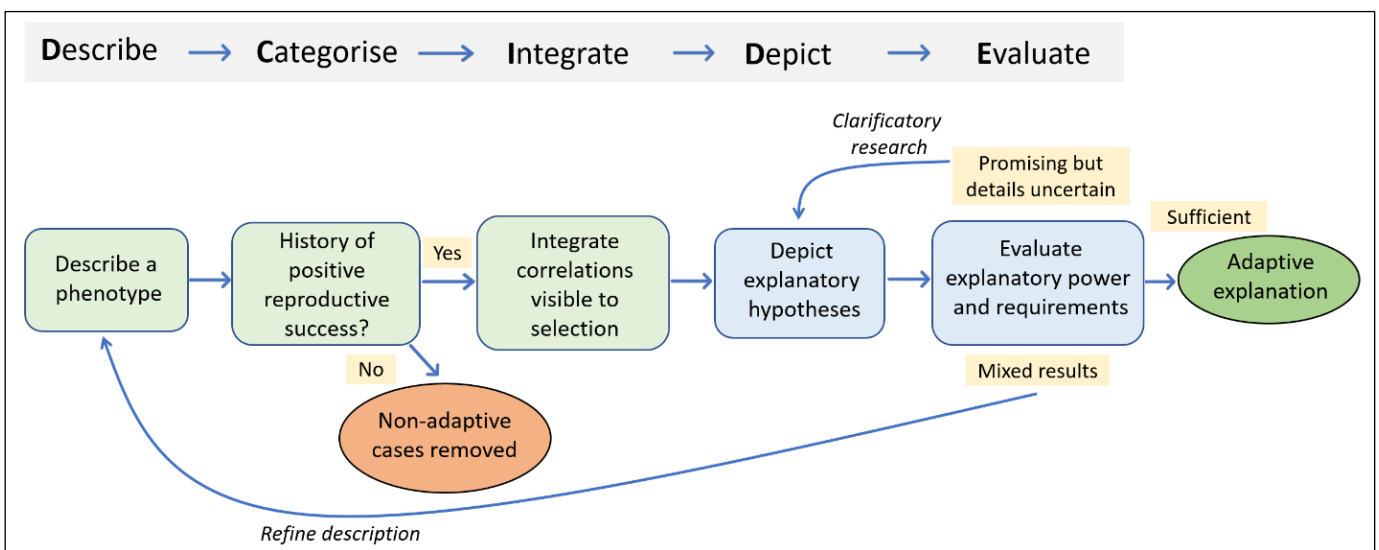 Describe → Categorise → Integrate → Depict → Evaluate
Clarificatory
research
Promising but
details uncertain
Describe a
phenotype
History of
positive
reproductive
success?
Yes
No
Non-adaptive
cases removed
Integrate
correlations
visible to
selection
Depict
explanatory
hypotheses
Evaluate
explanatory power
and requirements
Sufficient
Adaptive
explanation
Mixed results
Refine description